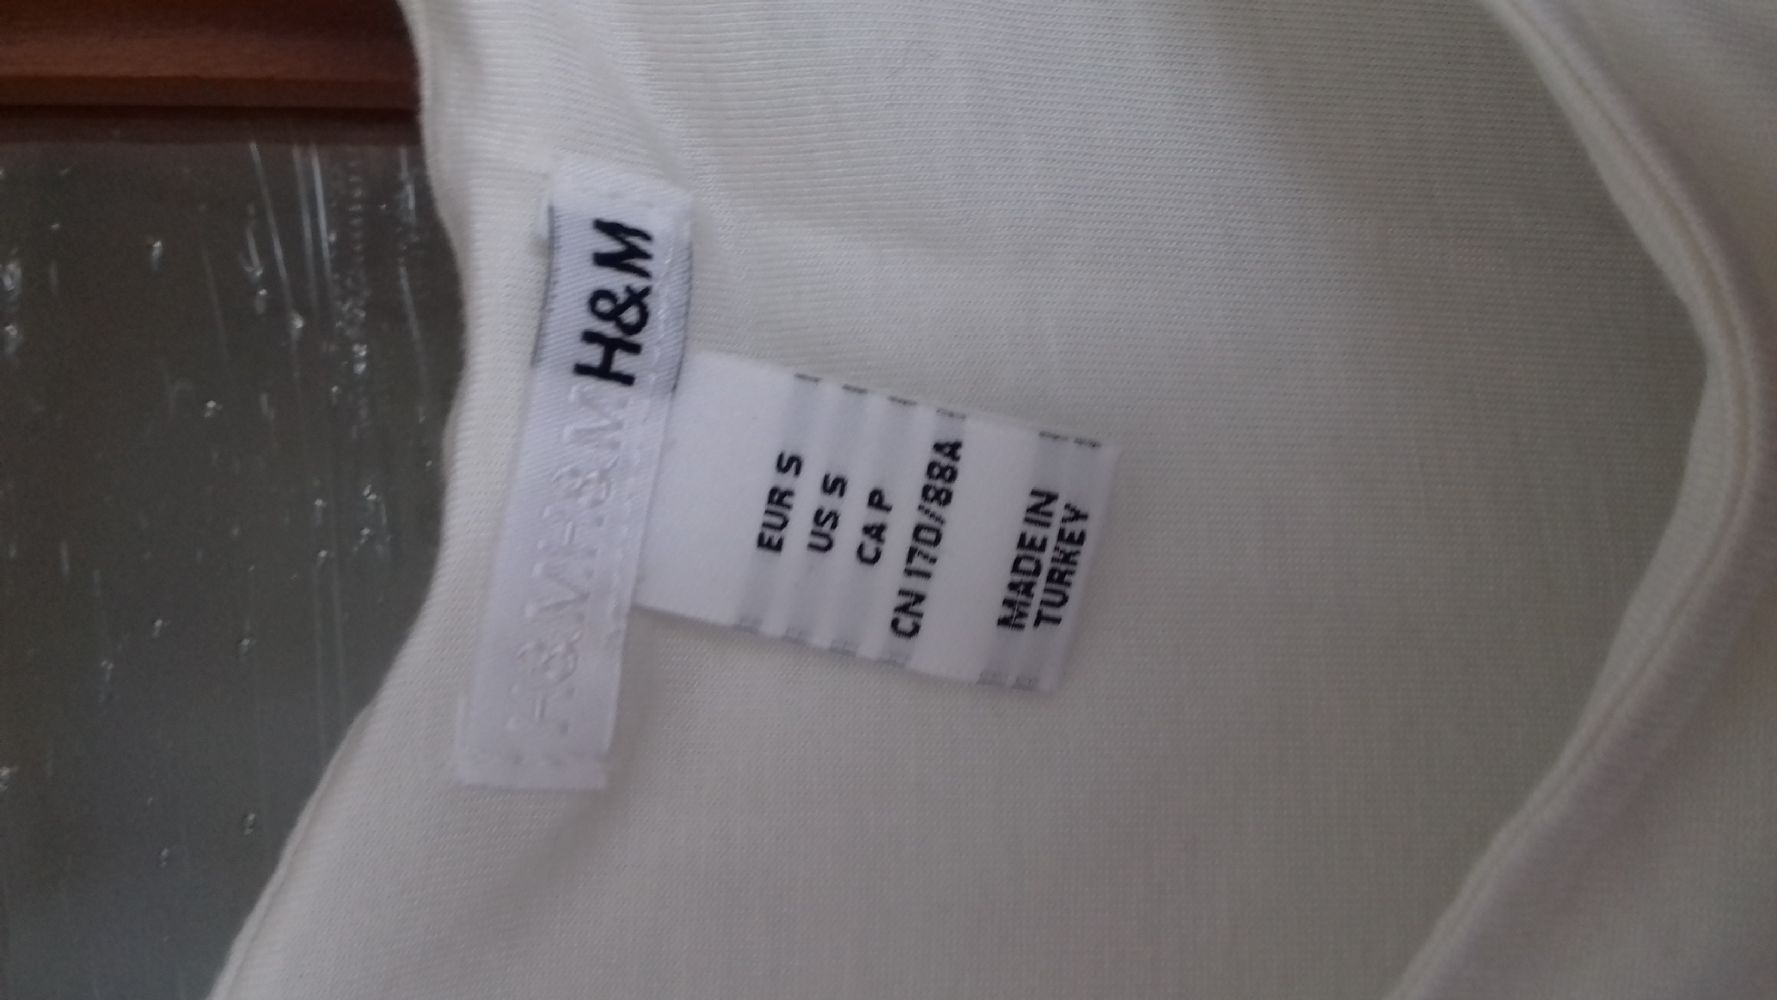 H&M H&M H&M
EUR S
US S
CA P
CN 170/88A
MADE IN
TURKEY